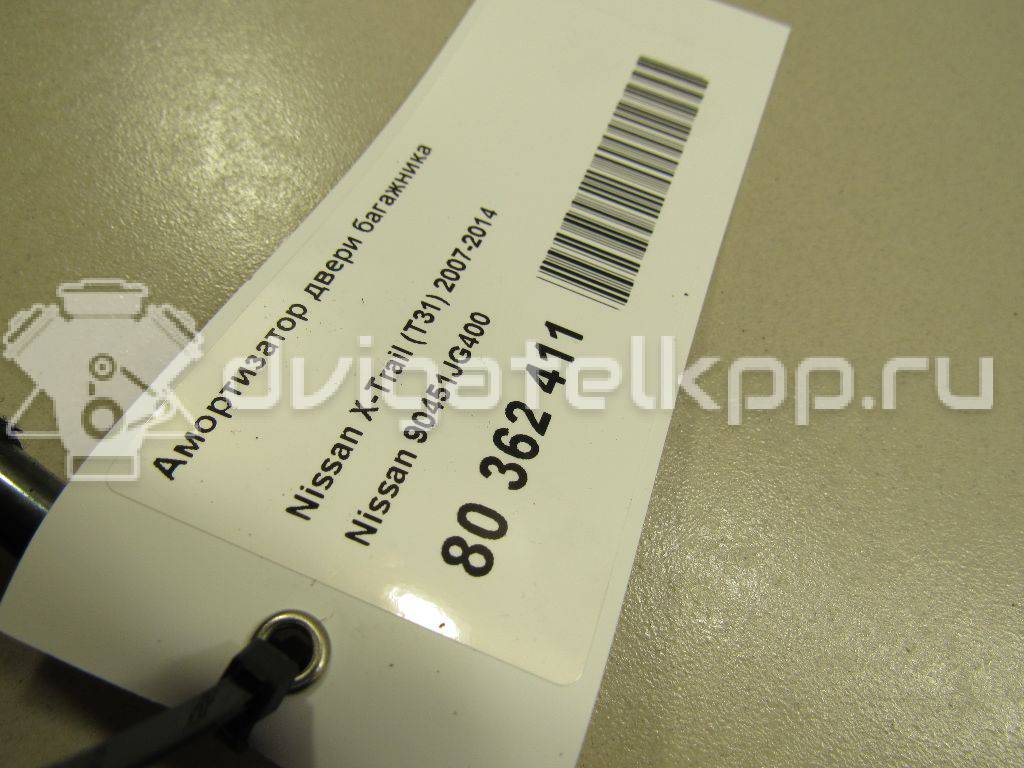 Амортизатор двери багажника
Nissan X-Trail (T31) 2007-2014
Nissan 90451JG400
80 362 411
dvigatelkpp.ru